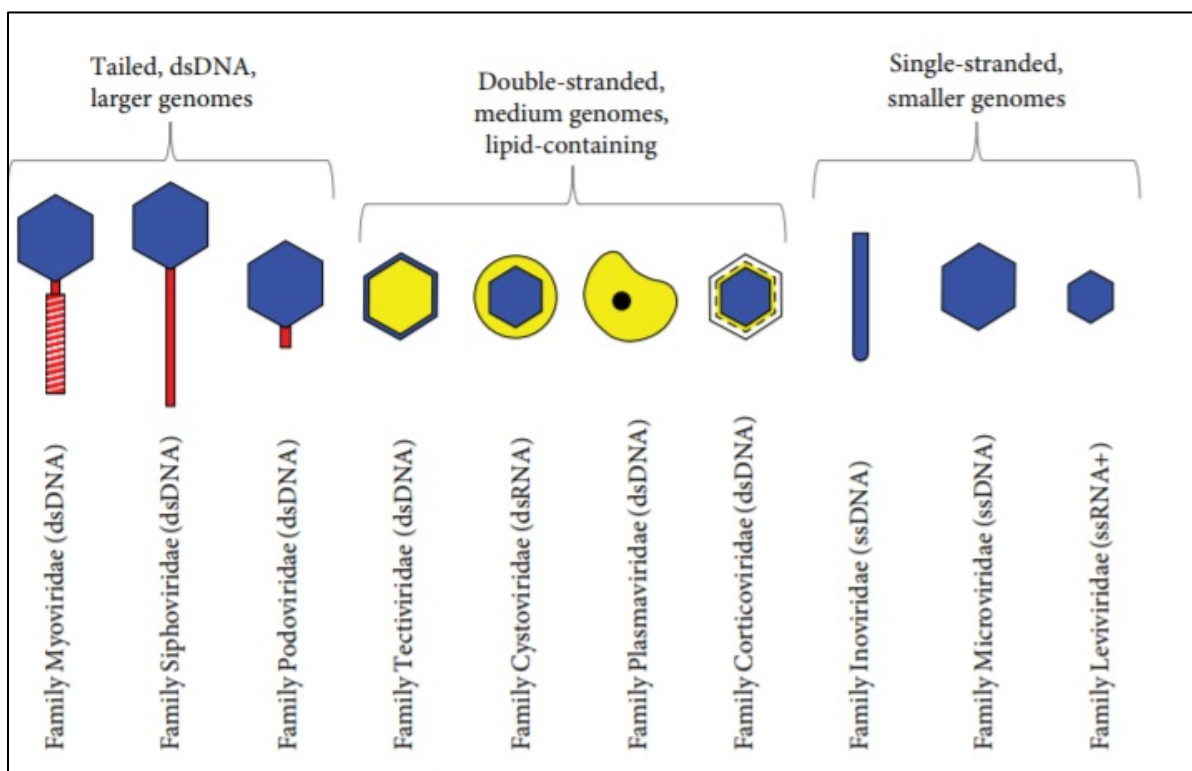 Tailed, dsDNA,
larger genomes
Double-stranded,
medium genomes,
lipid-containing
Single-stranded,
smaller genomes
Family Myoviridae (dsDNA)
Family Siphoviridae (dsDNA)
Family Podoviridae (dsDNA)
Family Tectiviridae (dsDNA)
Family Cystoviridae (dsRNA)
Family Plasmaviridae (dsDNA)
Family Corticoviridae (dsDNA)
Family Inoviridae (ssDNA)
Family Microviridae (ssDNA)
Family Leviviridae (ssRNA+)